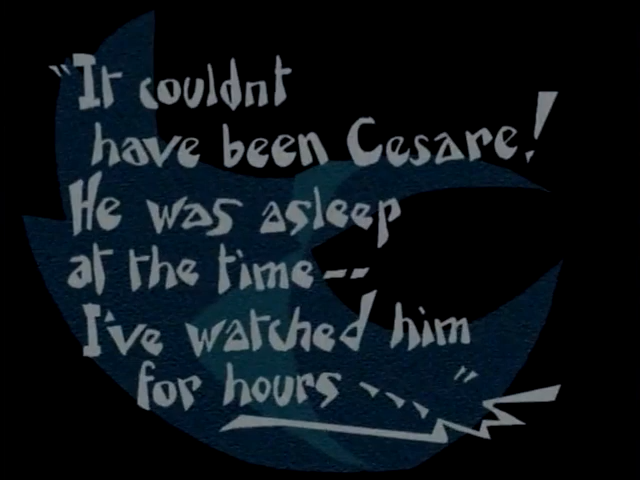 "It couldnt
have been Cesare!
He was asleep
at the time--
I've watched him
for hours ---- "